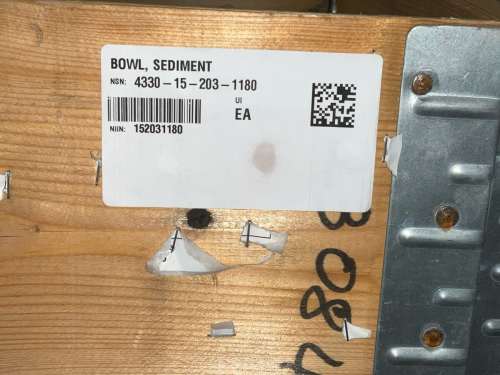 BOWL, SEDIMENT
NSN: 4330-15-203-1180
UI
EA
NIIN: 152031180